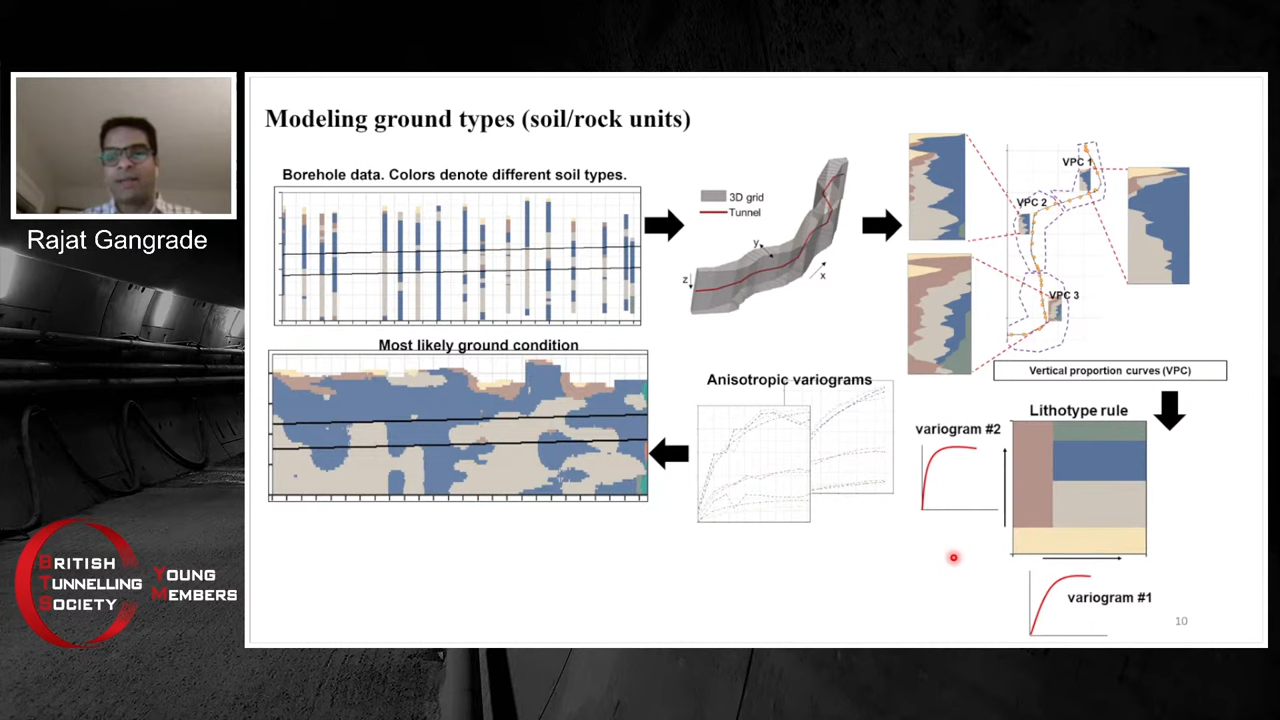 Modeling ground types (soil/rock units)
Borehole data. Colors denote different soil types.
3D grid
Tunnel
y
z
x
VPC 1
VPC 2
VPC 3
Vertical proportion curves (VPC)
Most likely ground condition
Anisotropic variograms
Lithotype rule
variogram #2
variogram #1
10
Rajat Gangrade
BRITISH
TUNNELLING
SOCIETY
YOUNG
MEMBERS